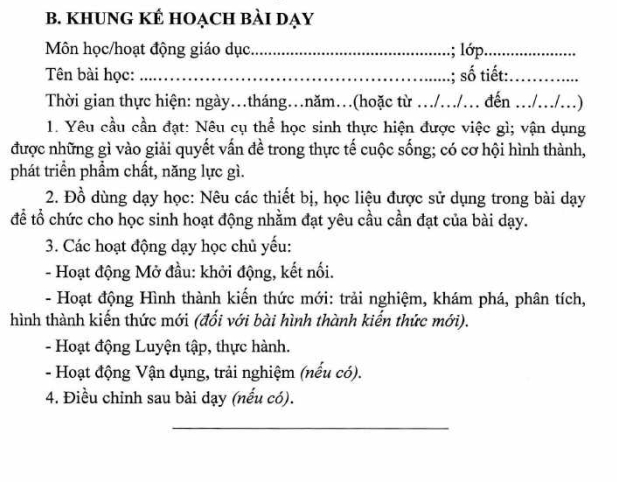 B. KHUNG KẾ HOẠCH BÀI DẠY
Môn học/hoạt động giáo dục..............................................; lớp.....................
Tên bài học: ....................................................................; số tiết:................
Thời gian thực hiện: ngày…tháng…năm…(hoặc từ …/…/… đến …/…/…)
1. Yêu cầu cần đạt: Nêu cụ thể học sinh thực hiện được việc gì; vận dụng
được những gì vào giải quyết vấn đề trong thực tế cuộc sống; có cơ hội hình thành,
phát triển phẩm chất, năng lực gì.
2. Đồ dùng dạy học: Nêu các thiết bị, học liệu được sử dụng trong bài dạy
để tổ chức cho học sinh hoạt động nhằm đạt yêu cầu cần đạt của bài dạy.
3. Các hoạt động dạy học chủ yếu:
- Hoạt động Mở đầu: khởi động, kết nối.
- Hoạt động Hình thành kiến thức mới: trải nghiệm, khám phá, phân tích,
hình thành kiến thức mới (đối với bài hình thành kiến thức mới).
- Hoạt động Luyện tập, thực hành.
- Hoạt động Vận dụng, trải nghiệm (nếu có).
4. Điều chỉnh sau bài dạy (nếu có).